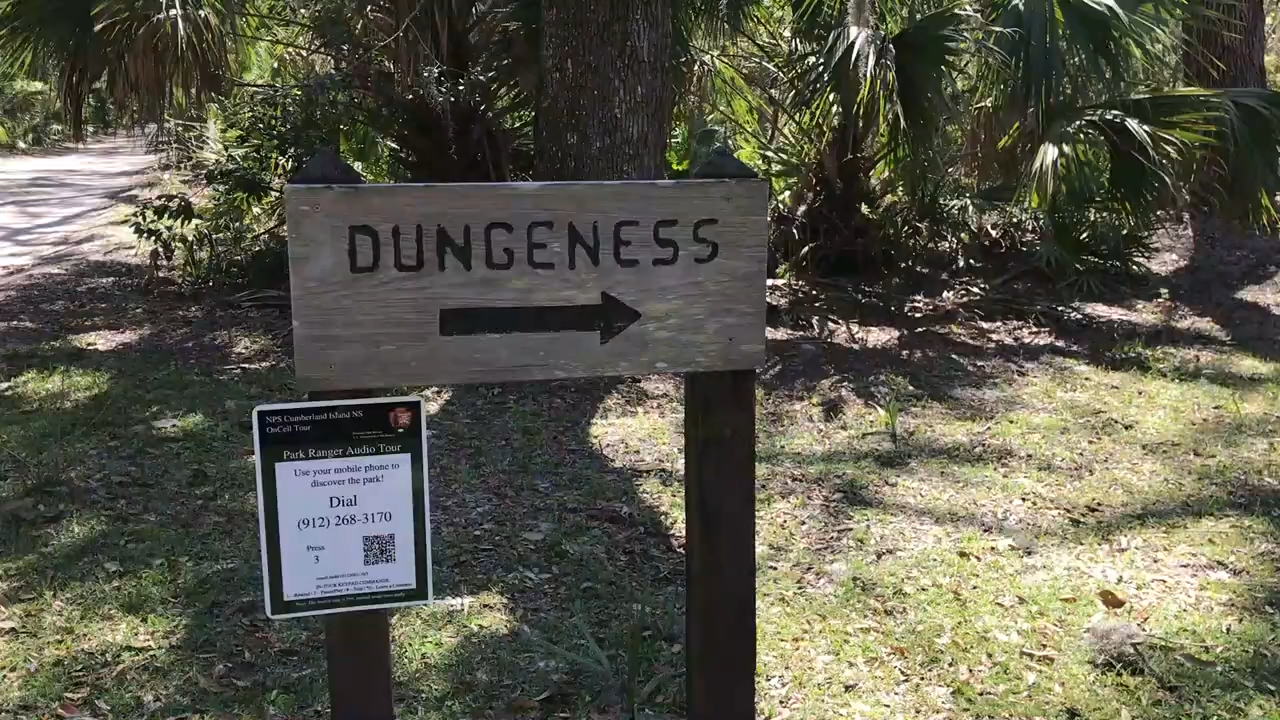 DUNGENESS
NPS Cumberland Island NS
OnCell Tour
Park Ranger Audio Tour
Use your mobile phone to
discover the park!
Dial
(912) 268-3170
Press
3